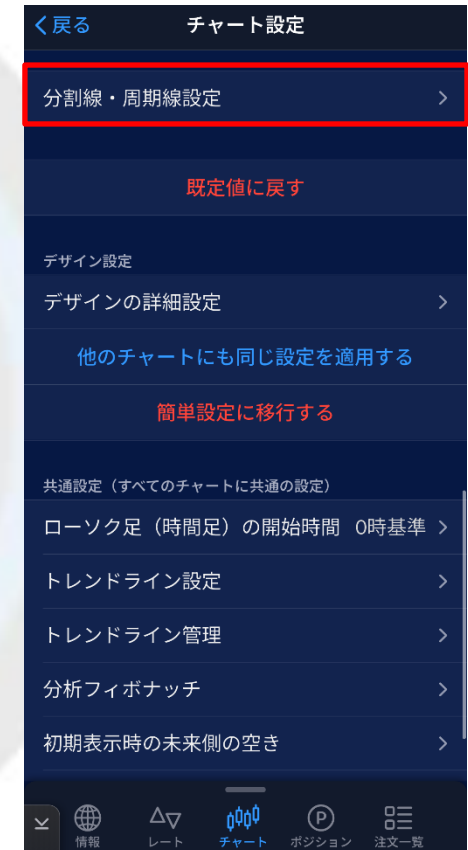 戻る
チャート設定
分割線・周期線設定
既定値に戻す
デザイン設定
デザインの詳細設定
他のチャートにも同じ設定を適用する
簡単設定に移行する
共通設定（すべてのチャートに共通の設定）
ローソク足（時間足）の開始時間 0時基準
トレンドライン設定
トレンドライン管理
分析フィボナッチ
初期表示時の未来側の空き
情報 レート チャート P ポジション 注文一覧